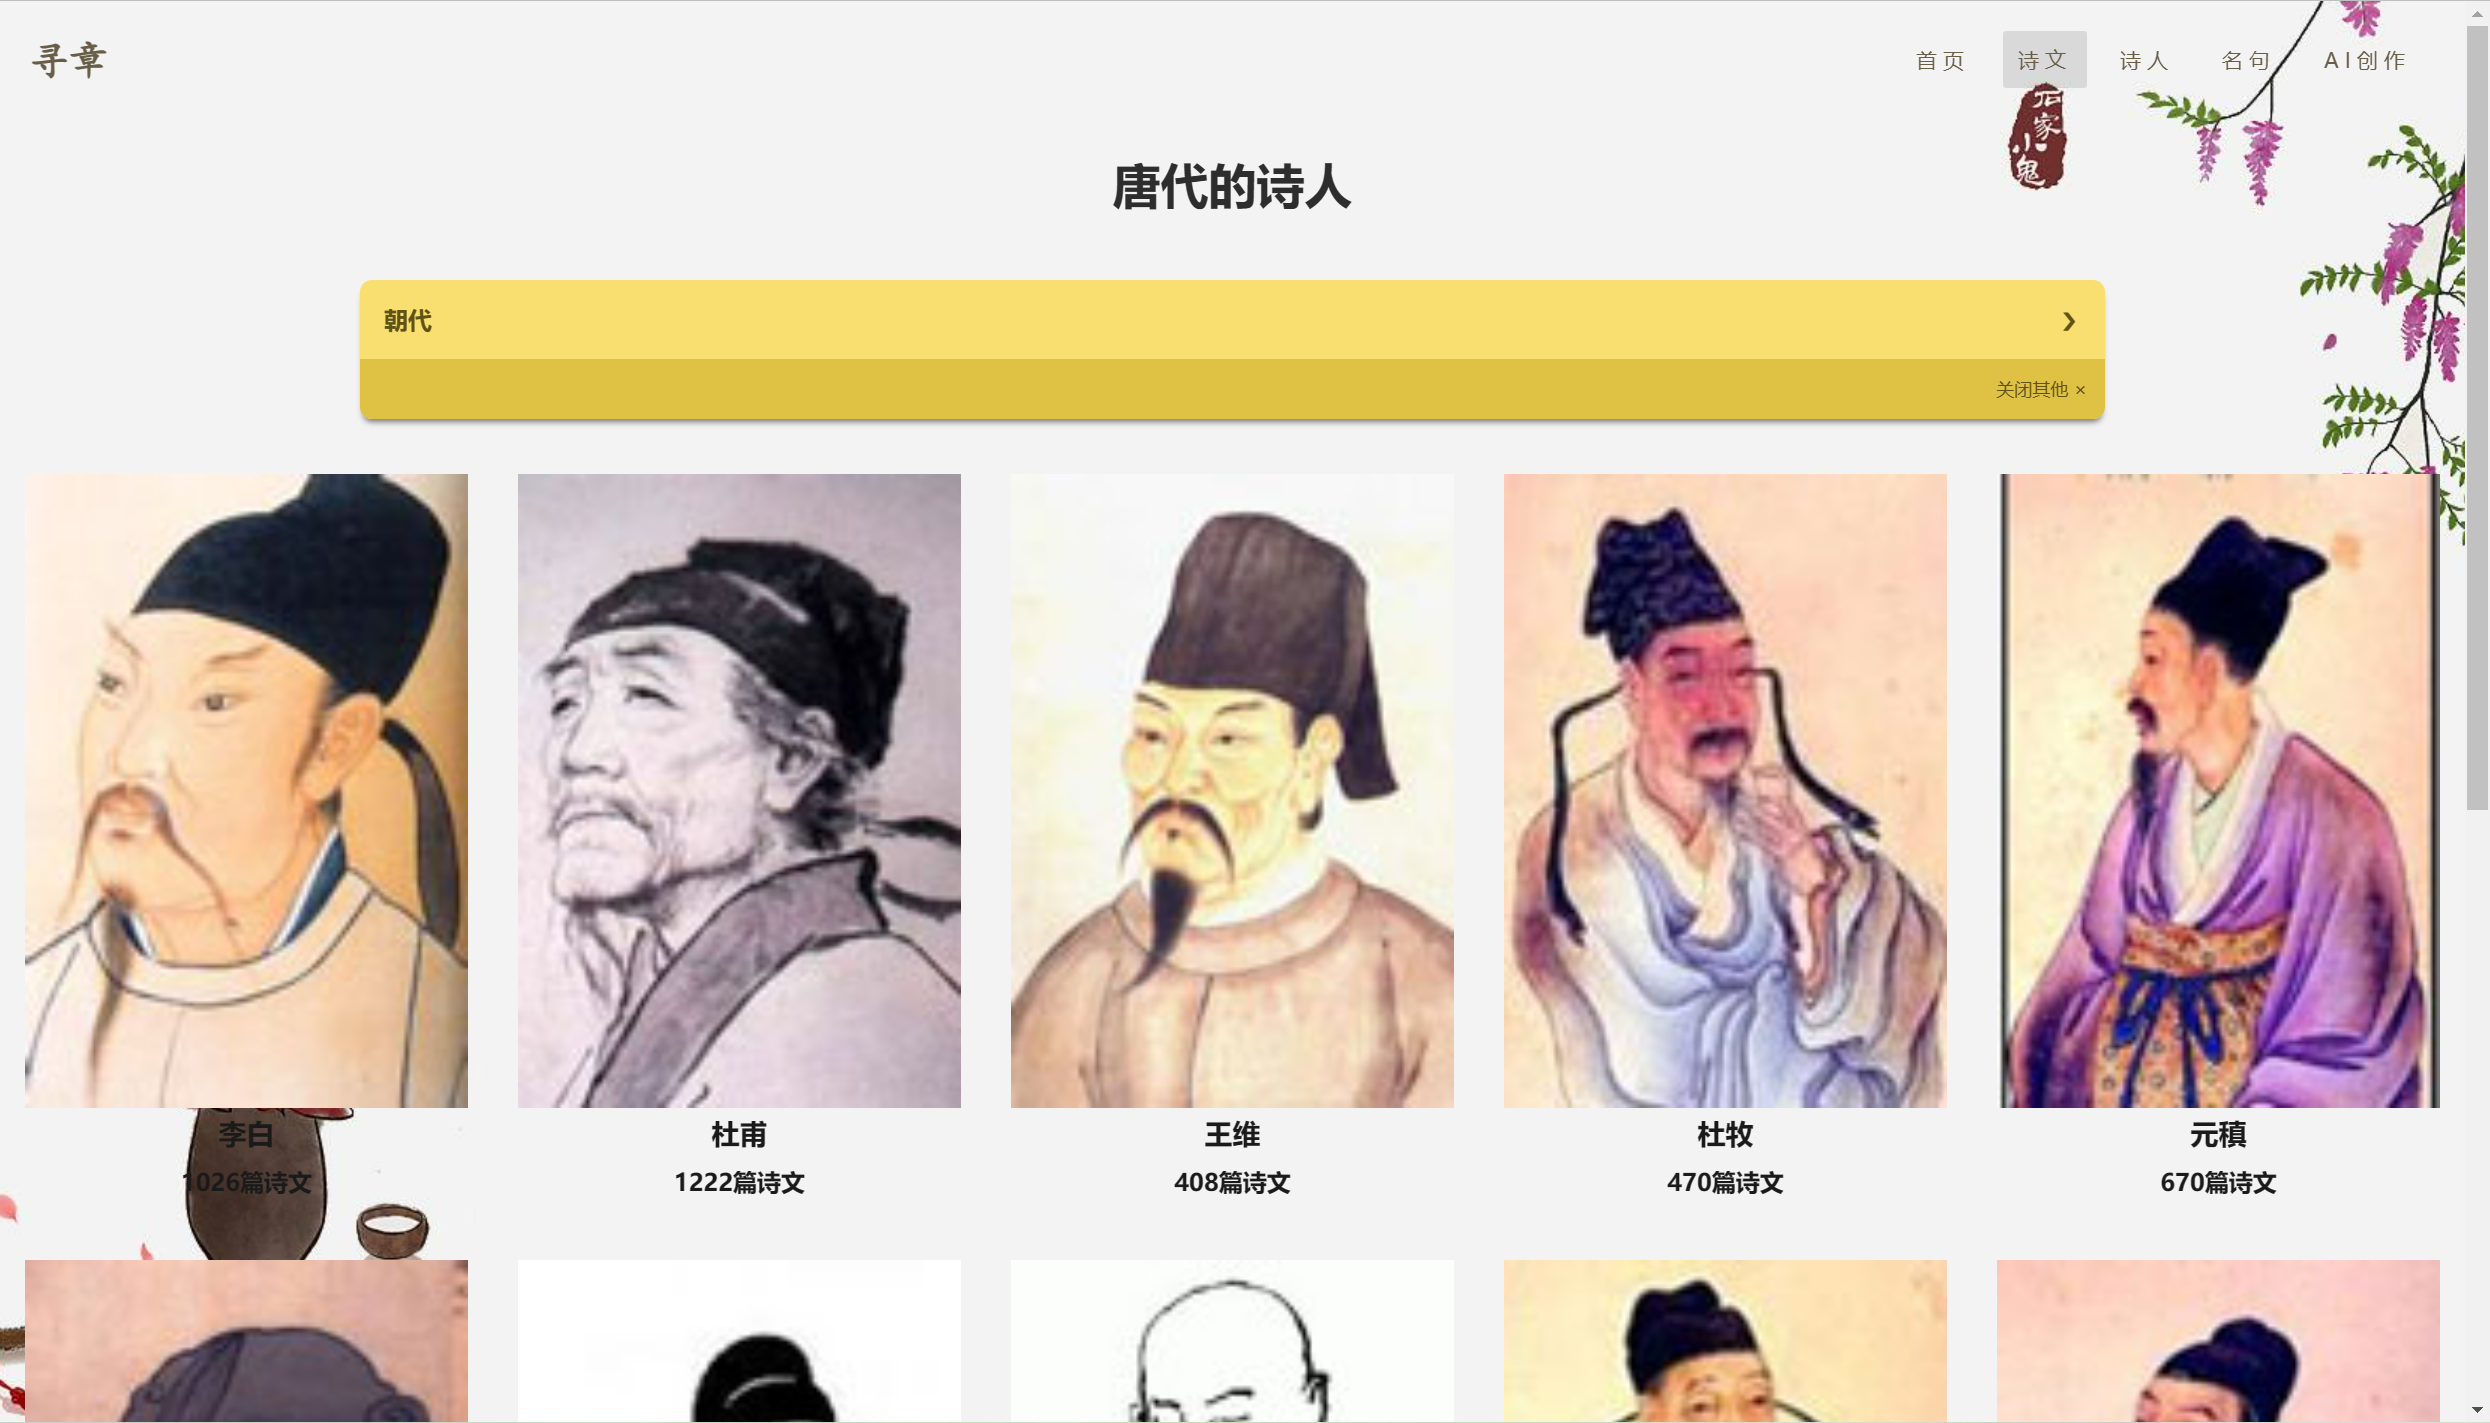 寻章
首页 诗文 诗人 名句 AI创作
石家小鬼
唐代的诗人
朝代
关闭其他 ×
李白 杜甫 王维 杜牧 元稹
1026篇诗文 1222篇诗文 408篇诗文 470篇诗文 670篇诗文